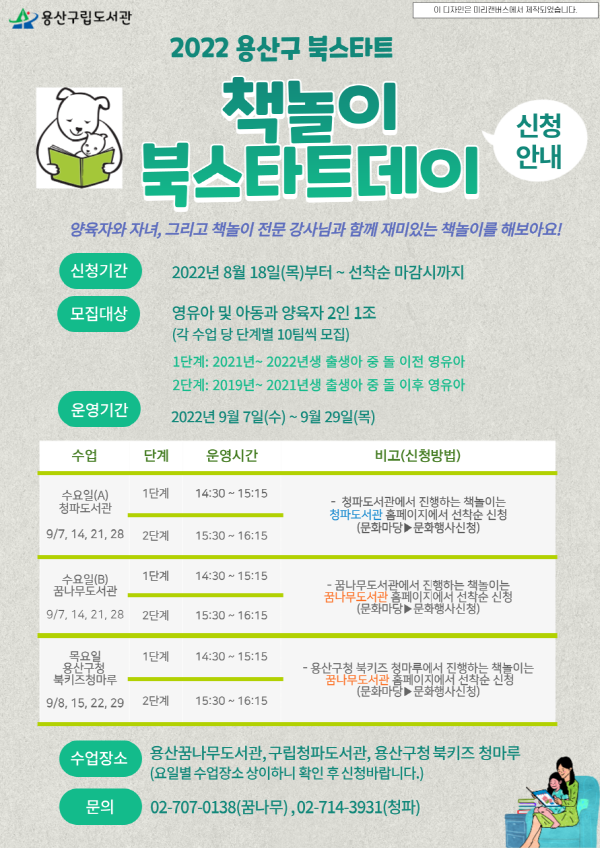 용산구립도서관
이 디자인은 미리캔버스에서 제작되었습니다.
2022 용산구 북스타트
책놀이
북스타트데이
신청
안내
양육자와 자녀, 그리고 책놀이 전문 강사님과 함께 재미있는 책놀이를 해보아요!
신청기간
2022년 8월 18일(목)부터 ~ 선착순 마감시까지
모집대상
영유아 및 아동과 양육자 2인 1조
(각 수업 당 단계별 10팀씩 모집)
1단계: 2021년~ 2022년생 출생아 중 돌 이전 영유아
2단계: 2019년~ 2021년생 출생아 중 돌 이후 영유아
운영기간
2022년 9월 7일(수) ~ 9월 29일(목)
수업 단계 운영시간 비고(신청방법)
수요일(A)
청파도서관
9/7, 14, 21, 28
1단계 14:30 ~ 15:15
2단계 15:30 ~ 16:15
- 청파도서관에서 진행하는 책놀이는
청파도서관 홈페이지에서 선착순 신청
(문화마당▶문화행사신청)
수요일(B)
꿈나무도서관
9/7, 14, 21, 28
1단계 14:30 ~ 15:15
2단계 15:30 ~ 16:15
- 꿈나무도서관에서 진행하는 책놀이는
꿈나무도서관 홈페이지에서 선착순 신청
(문화마당▶문화행사신청)
목요일
용산구청
북키즈청마루
9/8, 15, 22, 29
1단계 14:30 ~ 15:15
2단계 15:30 ~ 16:15
- 용산구청 북키즈 청마루에서 진행하는 책놀이는
꿈나무도서관 홈페이지에서 선착순 신청
(문화마당▶문화행사신청)
수업장소
용산꿈나무도서관, 구립청파도서관, 용산구청 북키즈 청마루
(요일별 수업장소 상이하니 확인 후 신청바랍니다.)
문의
02-707-0138(꿈나무) , 02-714-3931(청파)